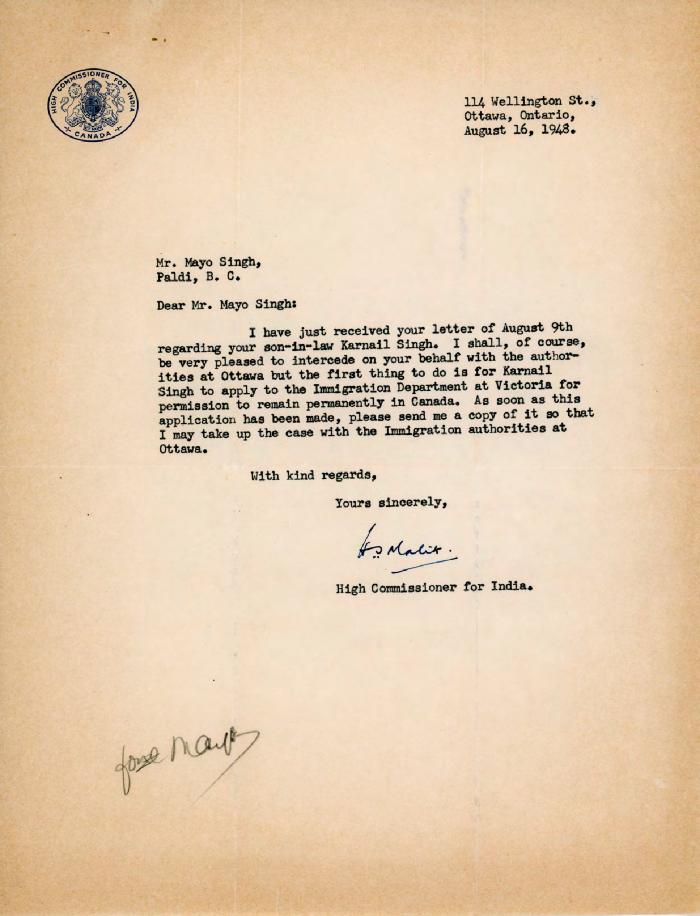 HIGH COMMISSIONER FOR INDIA
CANADA
114 Wellington St.,
Ottawa, Ontario,
August 16, 1948.
Mr. Mayo Singh,
Paldi, B. C.
Dear Mr. Mayo Singh:
I have just received your letter of August 9th
regarding your son-in-law Karnail Singh. I shall, of course,
be very pleased to intercede on your behalf with the author-
ities at Ottawa but the first thing to do is for Karnail
Singh to apply to the Immigration Department at Victoria for
permission to remain permanently in Canada. As soon as this
application has been made, please send me a copy of it so that
I may take up the case with the Immigration authorities at
Ottawa.
With kind regards,
Yours sincerely,
HS Malik.
High Commissioner for India.